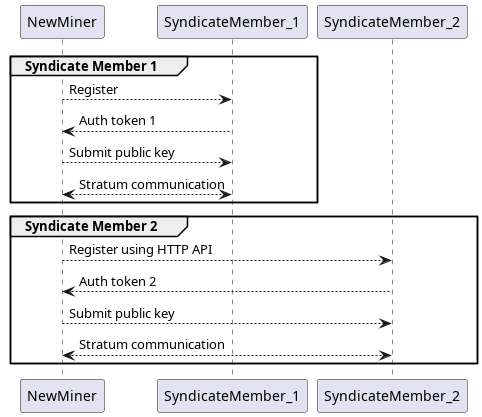 NewMiner SyndicateMember_1 SyndicateMember_2
Syndicate Member 1
Register
Auth token 1
Submit public key
Stratum communication
Syndicate Member 2
Register using HTTP API
Auth token 2
Submit public key
Stratum communication
NewMiner SyndicateMember_1 SyndicateMember_2